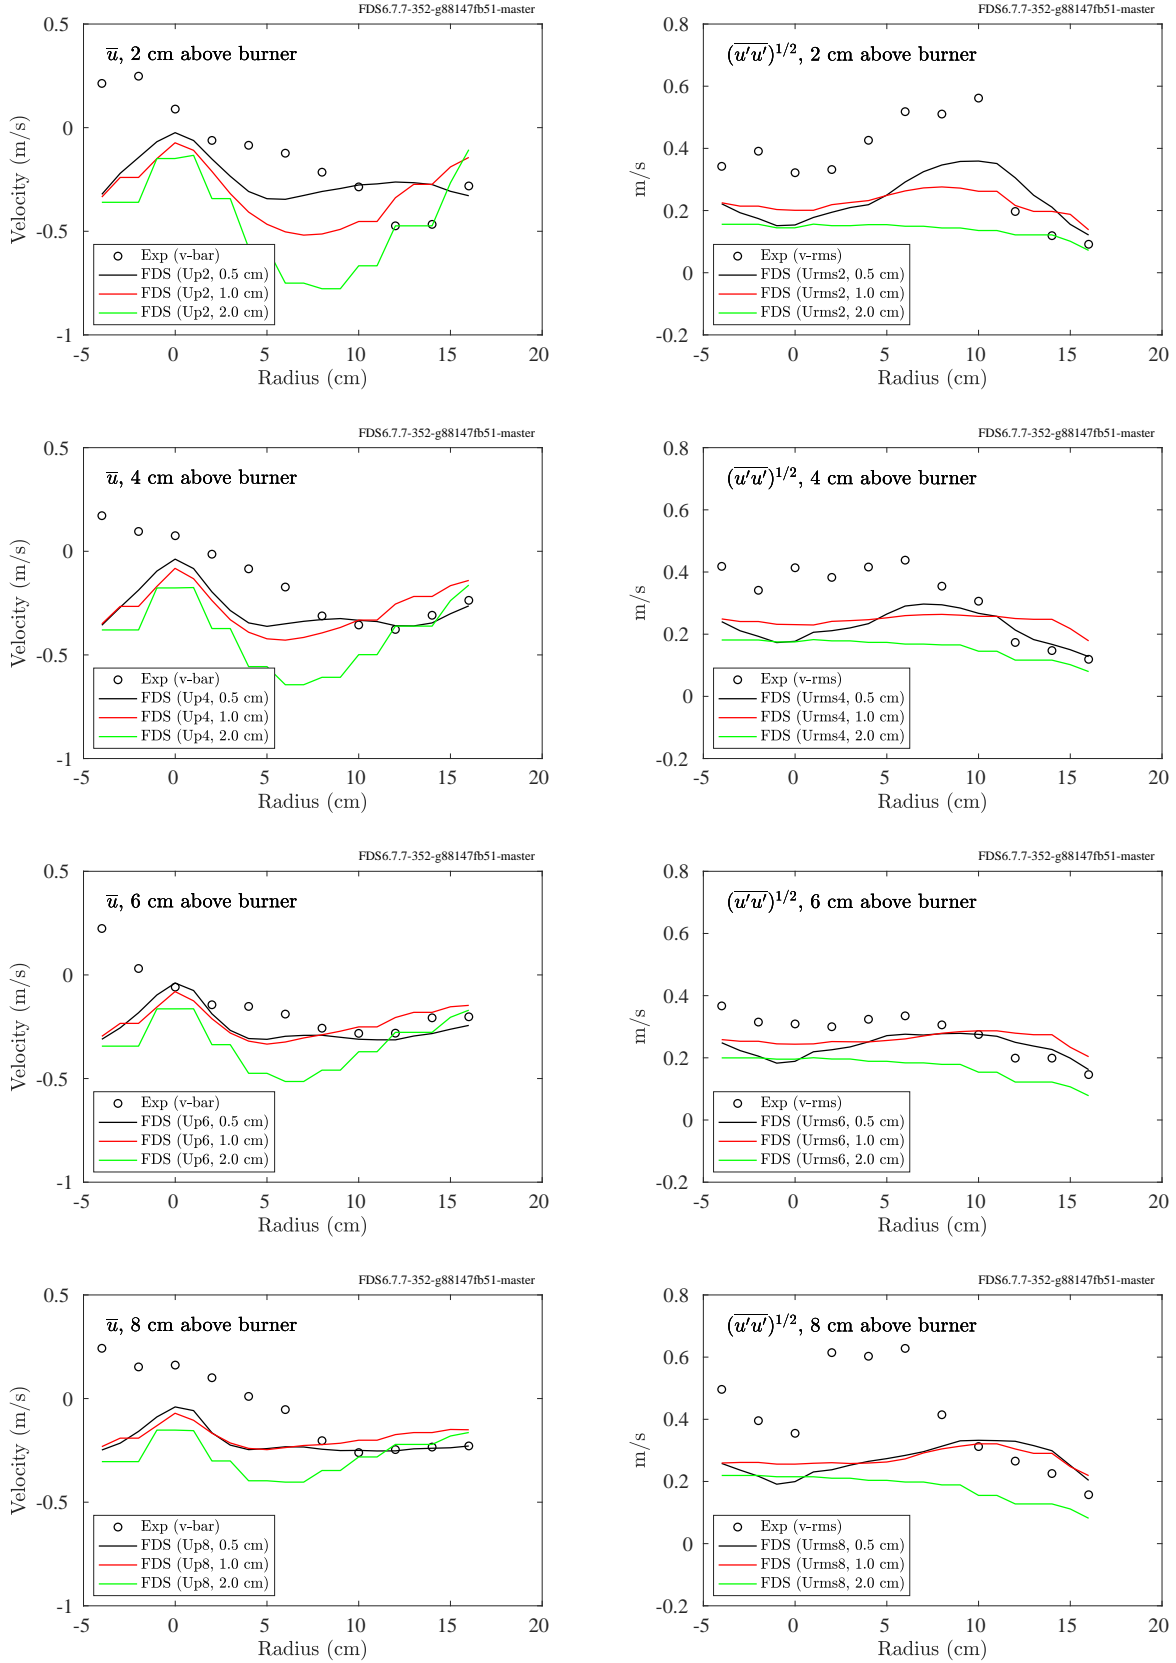 FDS6.7.7-352-g88147fb51-master
u̅, 2 cm above burner
Velocity (m/s)
0.5
0
-0.5
-1
Exp (v-bar)
FDS (Up2, 0.5 cm)
FDS (Up2, 1.0 cm)
FDS (Up2, 2.0 cm)
-5 0 5 10 15 20
Radius (cm)
FDS6.7.7-352-g88147fb51-master
(u'u')^1/2, 2 cm above burner
m/s
0.8
0.6
0.4
0.2
0
-0.2
Exp (v-rms)
FDS (Urms2, 0.5 cm)
FDS (Urms2, 1.0 cm)
FDS (Urms2, 2.0 cm)
-5 0 5 10 15 20
Radius (cm)
FDS6.7.7-352-g88147fb51-master
u̅, 4 cm above burner
Velocity (m/s)
0.5
0
-0.5
-1
Exp (v-bar)
FDS (Up4, 0.5 cm)
FDS (Up4, 1.0 cm)
FDS (Up4, 2.0 cm)
-5 0 5 10 15 20
Radius (cm)
FDS6.7.7-352-g88147fb51-master
(u'u')^1/2, 4 cm above burner
m/s
0.8
0.6
0.4
0.2
0
-0.2
Exp (v-rms)
FDS (Urms4, 0.5 cm)
FDS (Urms4, 1.0 cm)
FDS (Urms4, 2.0 cm)
-5 0 5 10 15 20
Radius (cm)
FDS6.7.7-352-g88147fb51-master
u̅, 6 cm above burner
Velocity (m/s)
0.5
0
-0.5
-1
Exp (v-bar)
FDS (Up6, 0.5 cm)
FDS (Up6, 1.0 cm)
FDS (Up6, 2.0 cm)
-5 0 5 10 15 20
Radius (cm)
FDS6.7.7-352-g88147fb51-master
(u'u')^1/2, 6 cm above burner
m/s
0.8
0.6
0.4
0.2
0
-0.2
Exp (v-rms)
FDS (Urms6, 0.5 cm)
FDS (Urms6, 1.0 cm)
FDS (Urms6, 2.0 cm)
-5 0 5 10 15 20
Radius (cm)
FDS6.7.7-352-g88147fb51-master
u̅, 8 cm above burner
Velocity (m/s)
0.5
0
-0.5
-1
Exp (v-bar)
FDS (Up8, 0.5 cm)
FDS (Up8, 1.0 cm)
FDS (Up8, 2.0 cm)
-5 0 5 10 15 20
Radius (cm)
FDS6.7.7-352-g88147fb51-master
(u'u')^1/2, 8 cm above burner
m/s
0.8
0.6
0.4
0.2
0
-0.2
Exp (v-rms)
FDS (Urms8, 0.5 cm)
FDS (Urms8, 1.0 cm)
FDS (Urms8, 2.0 cm)
-5 0 5 10 15 20
Radius (cm)